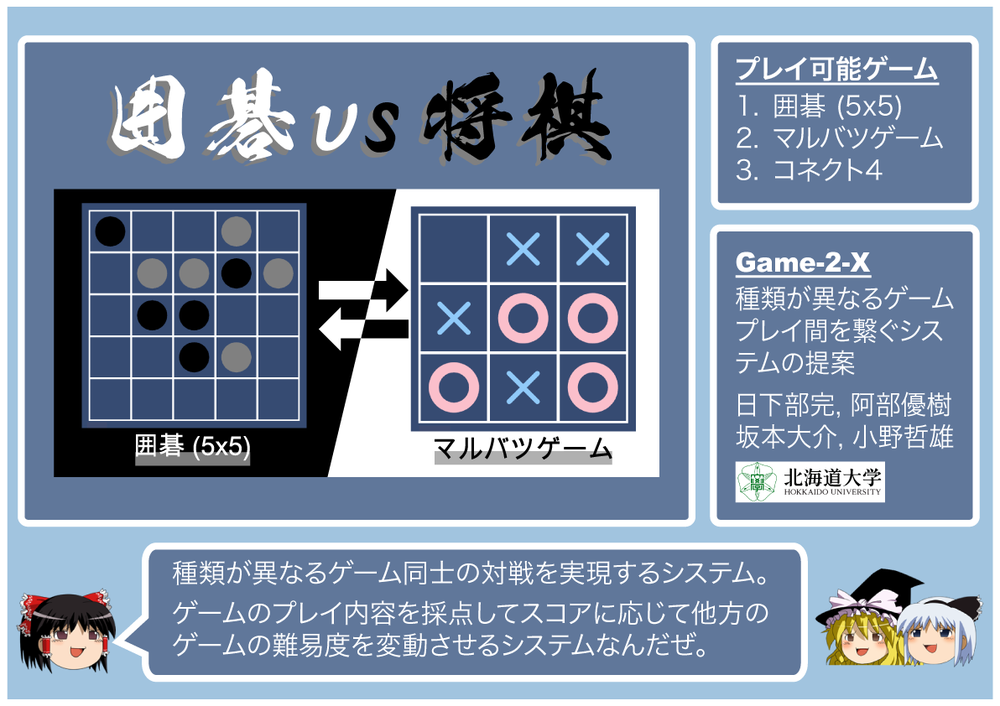 囲碁vs将棋
囲碁 (5x5)
マルバツゲーム
プレイ可能ゲーム
1. 囲碁 (5x5)
2. マルバツゲーム
3. コネクト4
Game-2-X
種類が異なるゲーム
プレイ間を繋ぐシス
テムの提案
日下部完, 阿部優樹
坂本大介, 小野哲雄
北海道大学
HOKKAIDO UNIVERSITY
種類が異なるゲーム同士の対戦を実現するシステム。
ゲームのプレイ内容を採点してスコアに応じて他方の
ゲームの難易度を変動させるシステムなんだぜ。